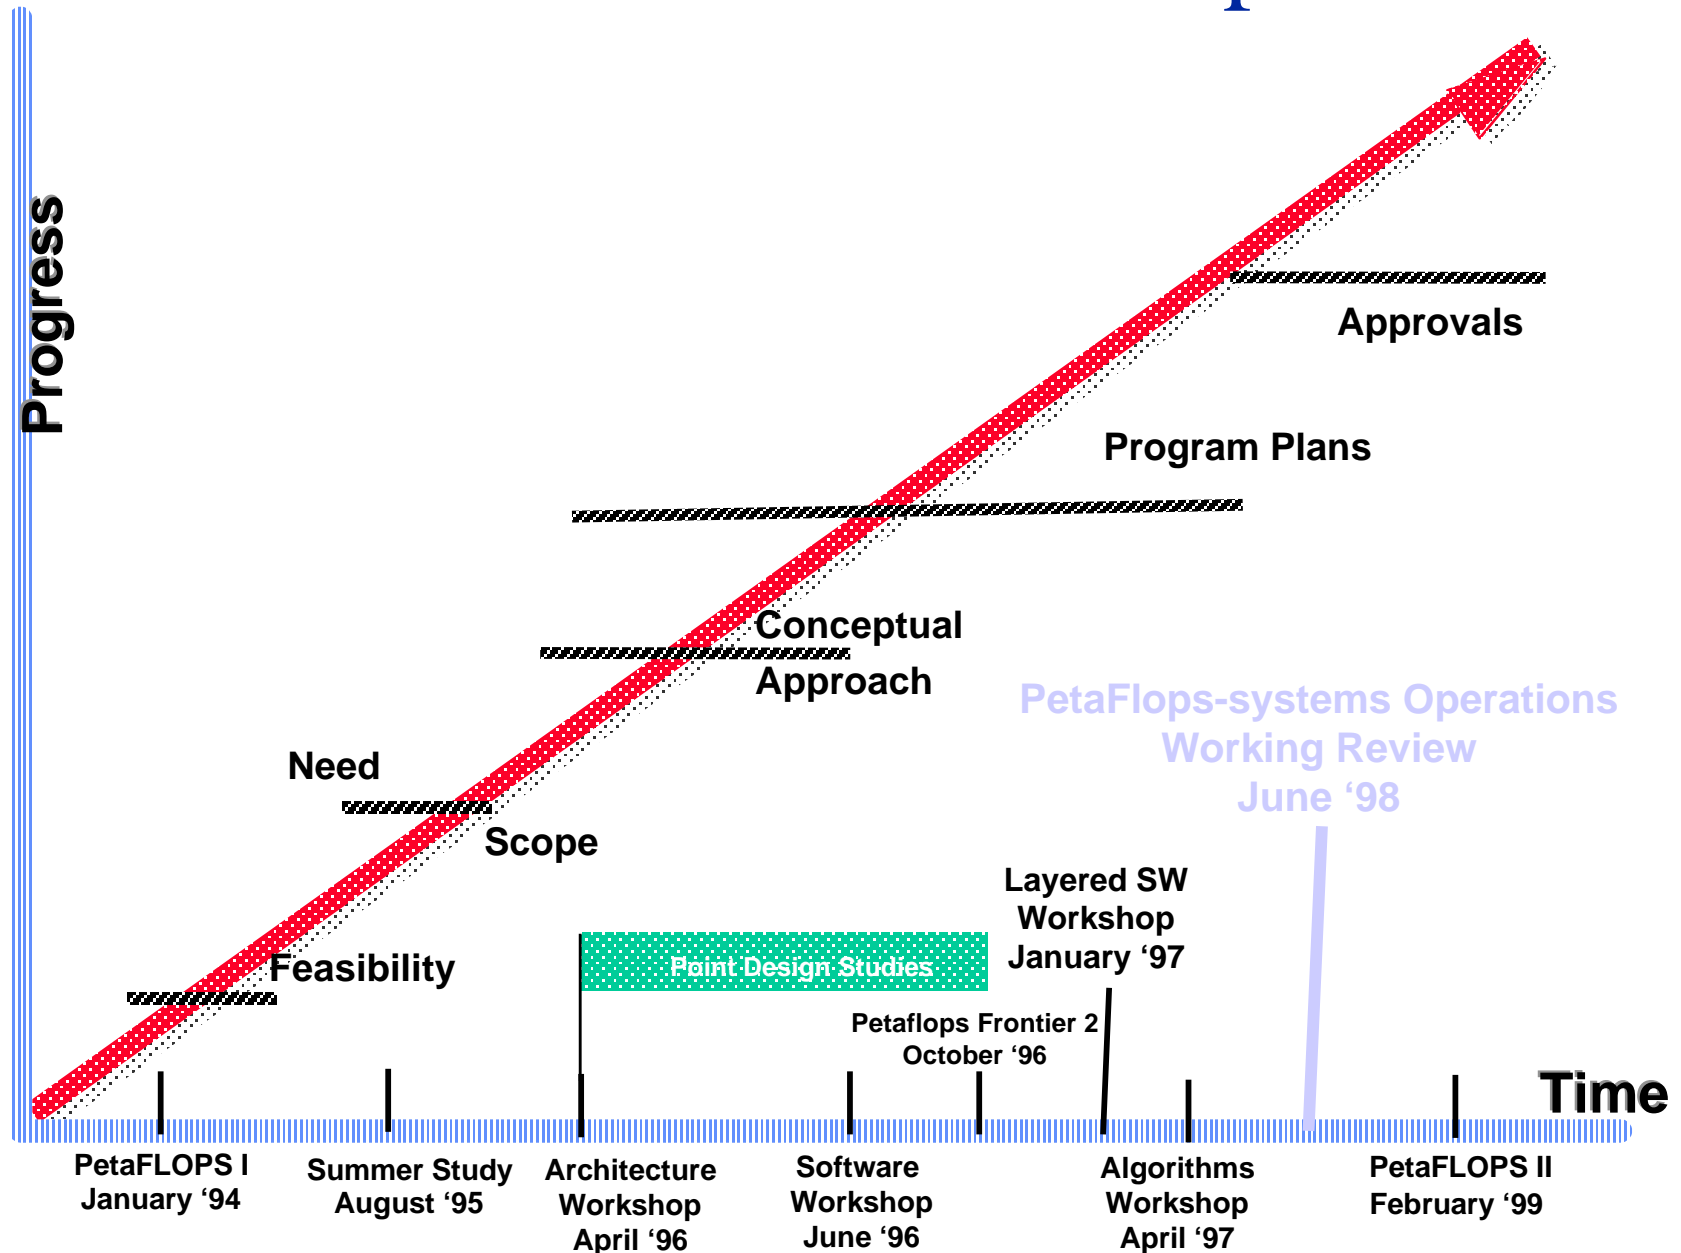 Progress
Approvals
Program Plans
Conceptual
Approach
PetaFlops-systems Operations
Working Review
June ‘98
Need
Scope
Layered SW
Workshop
January ‘97
Feasibility
Point Design Studies
Petaflops Frontier 2
October ‘96
Time
PetaFLOPS I
January ‘94
Summer Study
August ‘95
Architecture
Workshop
April ‘96
Software
Workshop
June ‘96
Algorithms
Workshop
April ‘97
PetaFLOPS II
February ‘99